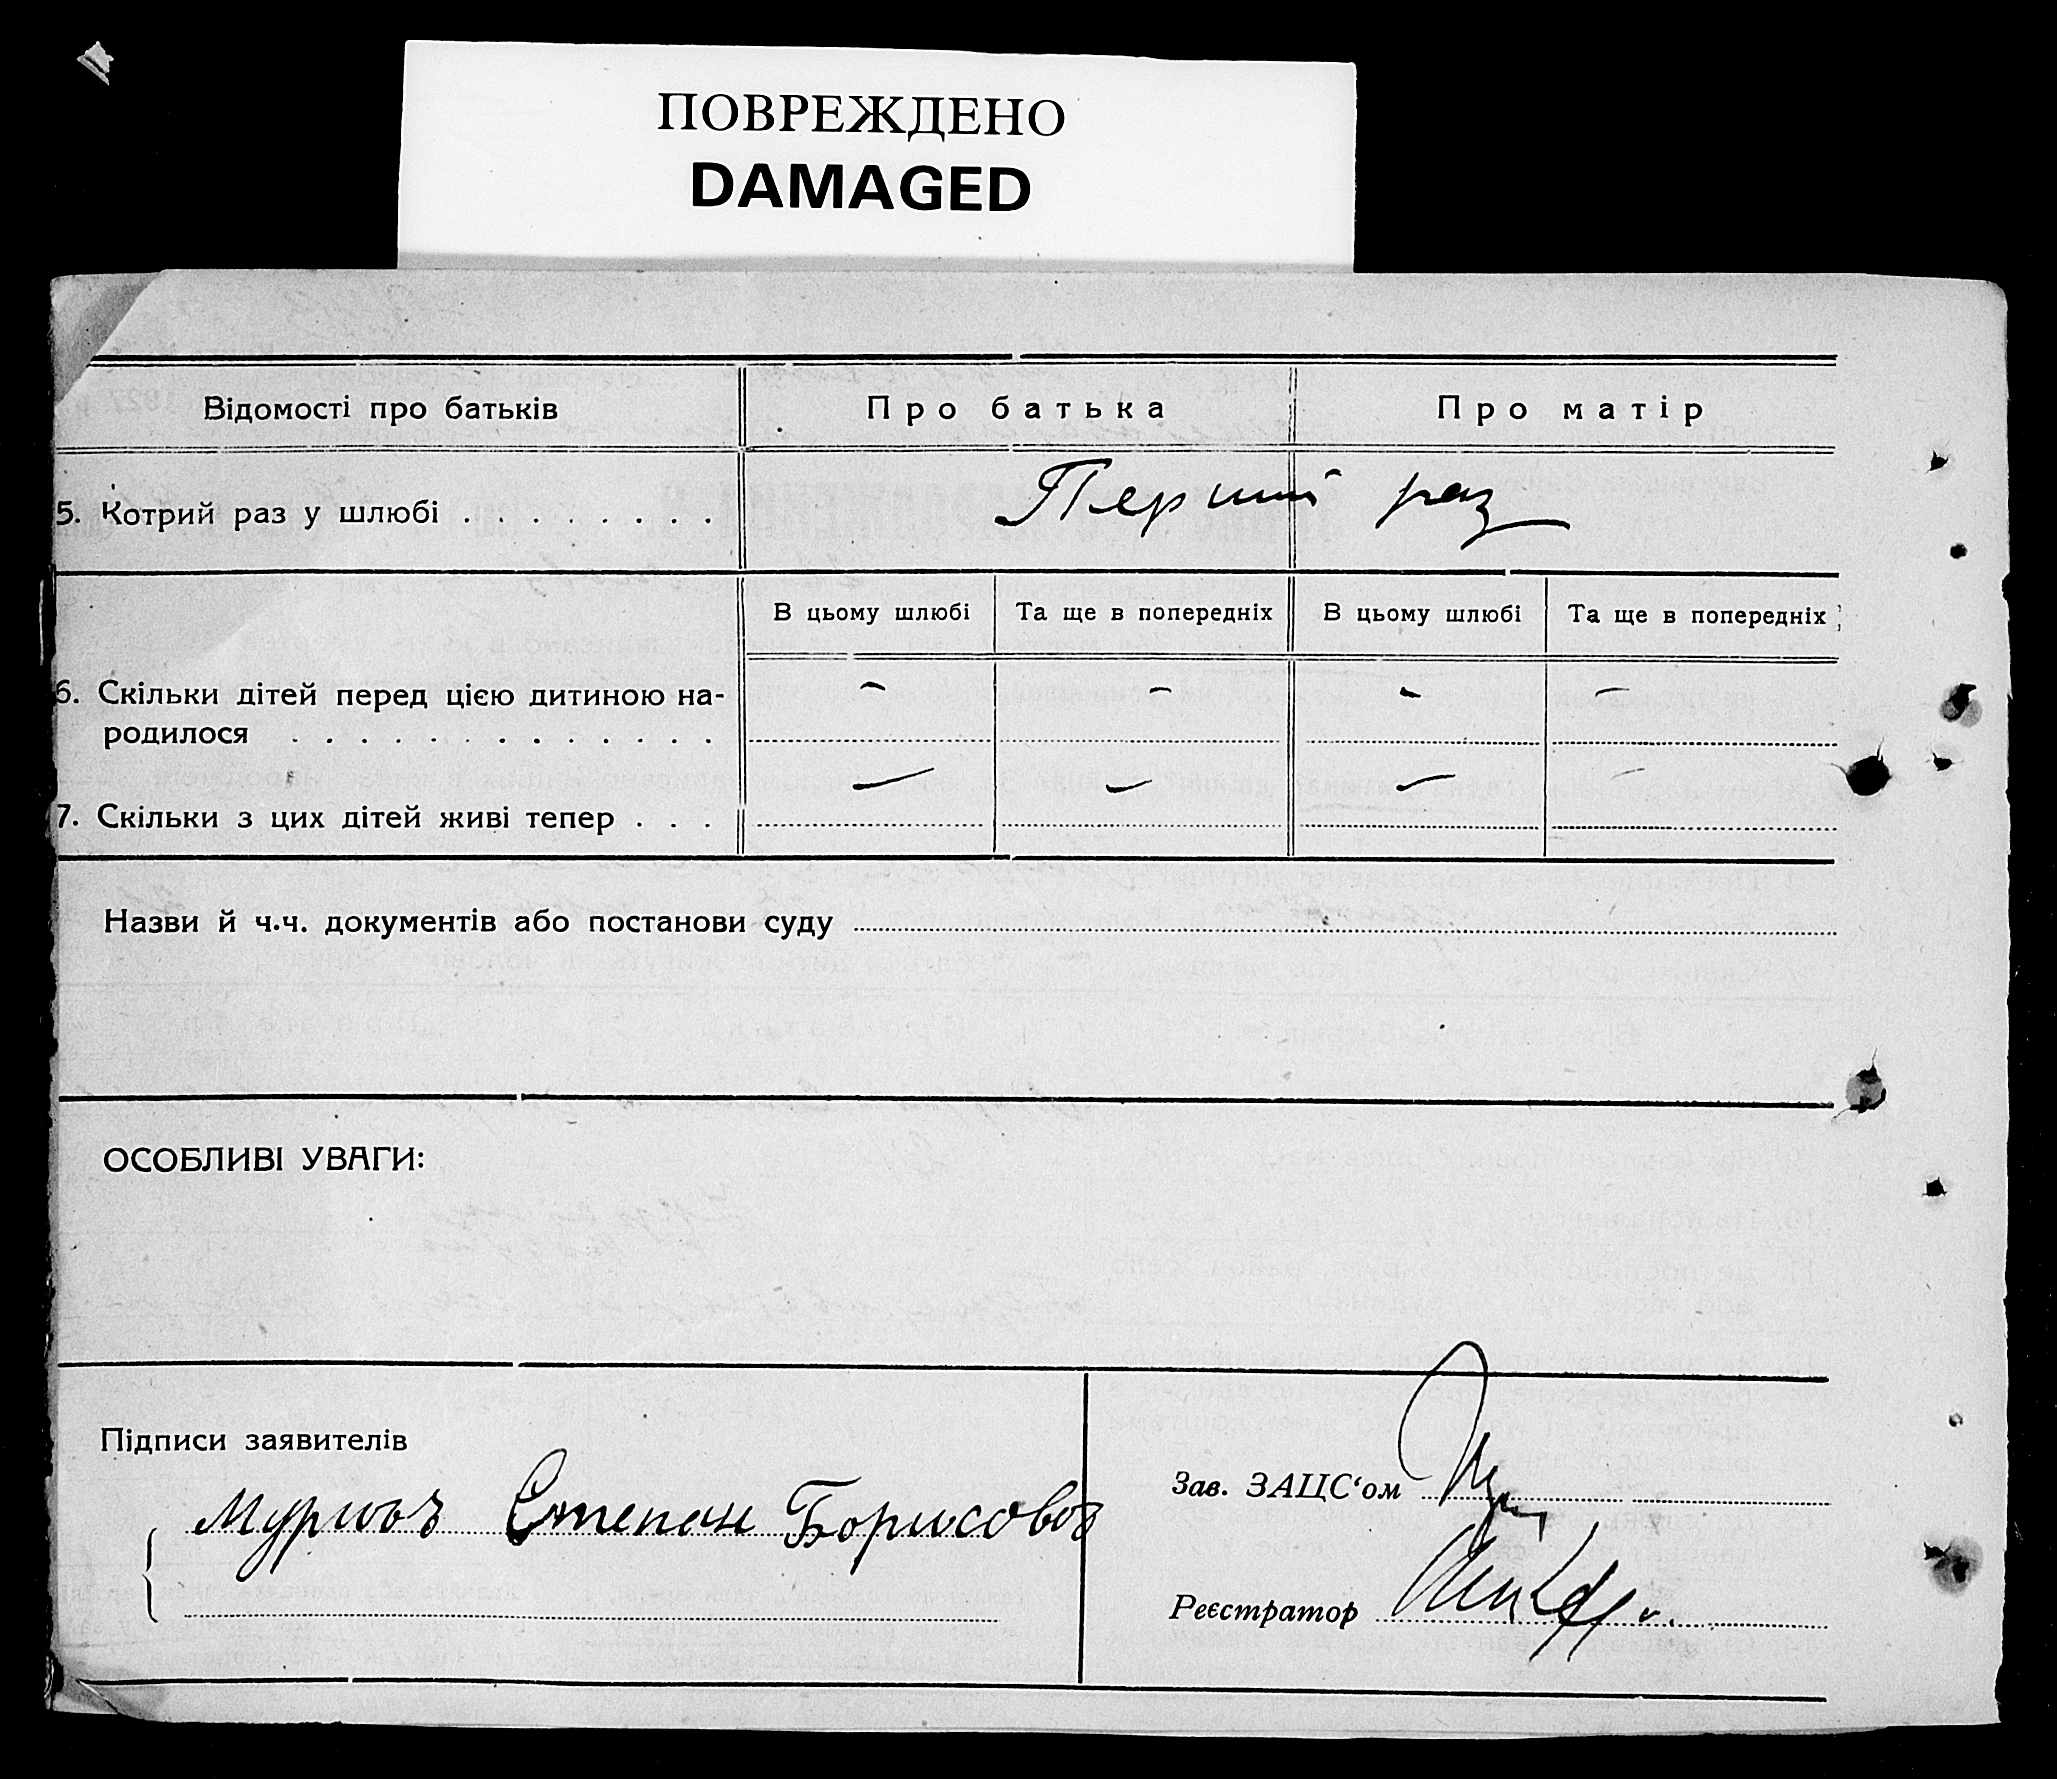 ПОВРЕЖДЕНО
DAMAGED
Відомості про батьків
Про батька
Про матір
5. Котрий раз у шлюбі . . . . . . . .
Перший раз
В цьому шлюбі
Та ще в попередніх
В цьому шлюбі
Та ще в попередніх
6. Скільки дітей перед цією дитиною на-
родилося . . . . . . . . . . . .
- - - -
7. Скільки з цих дітей живі тепер . . .
- - - -
Назви й ч.ч. документів або постанови суду
ОСОБЛИВІ УВАГИ:
Підписи заявителів
Степан Борисовоз
Зав. ЗАЦС‘ом
Реєстратор